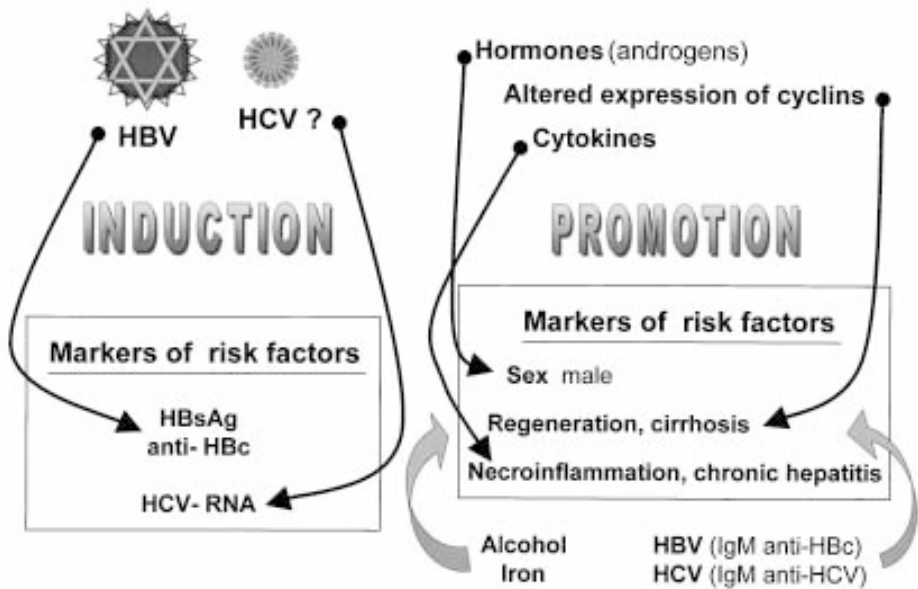 HBV
HCV ?
INDUCTION
Markers of risk factors
HBsAg
anti- HBc
HCV- RNA
Hormones (androgens)
Altered expression of cyclins
Cytokines
PROMOTION
Markers of risk factors
Sex male
Regeneration, cirrhosis
Necroinflammation, chronic hepatitis
Alcohol
Iron
HBV (IgM anti-HBc)
HCV (IgM anti-HCV)